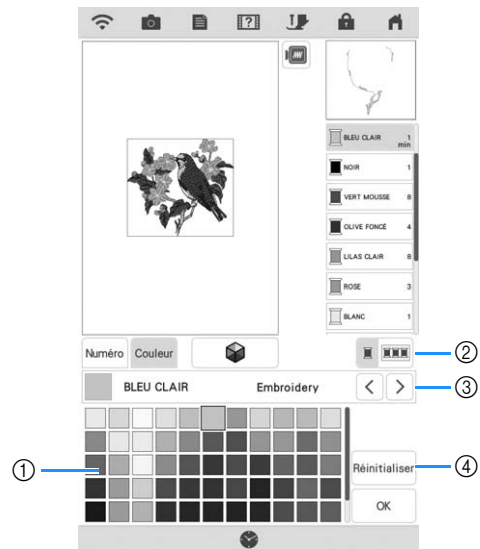 ?
BLEU CLAIR 1
min
NOIR 1
VERT MOUSSE 8
OLIVE FONCÉ 4
LILAS CLAIR 8
ROSE 3
BLANC 1
Numéro Couleur
②
BLEU CLAIR Embroidery < >
③
①
Réinitialiser
④
OK